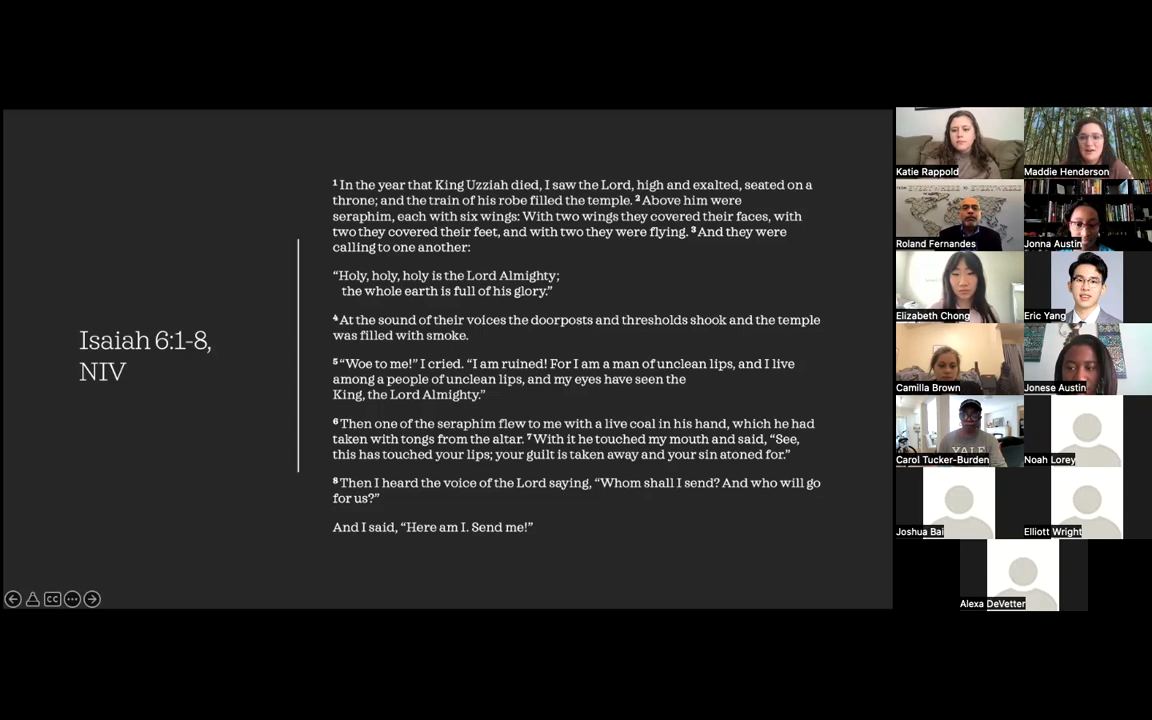 Isaiah 6:1-8,
NIV
1 In the year that King Uzziah died, I saw the Lord, high and exalted, seated on a
throne; and the train of his robe filled the temple. 2 Above him were
seraphim, each with six wings: With two wings they covered their faces, with
two they covered their feet, and with two they were flying. 3 And they were
calling to one another:
“Holy, holy, holy is the Lord Almighty;
the whole earth is full of his glory.”
4 At the sound of their voices the doorposts and thresholds shook and the temple
was filled with smoke.
5 “Woe to me!” I cried. “I am ruined! For I am a man of unclean lips, and I live
among a people of unclean lips, and my eyes have seen the
King, the Lord Almighty.”
6 Then one of the seraphim flew to me with a live coal in his hand, which he had
taken with tongs from the altar. 7 With it he touched my mouth and said, “See,
this has touched your lips; your guilt is taken away and your sin atoned for.”
8 Then I heard the voice of the Lord saying, “Whom shall I send? And who will go
for us?”
And I said, “Here am I. Send me!”
CC
Katie Rappold
Maddie Henderson
EVERYWHERE TO EVERYWHERE
Roland Fernandes
Jonna Austin
Elizabeth Chong
Eric Yang
Camilla Brown
Jonese Austin
YALE
Carol Tucker-Burden
Noah Lorey
Joshua Bai
Elliott Wright
Alexa DeVetter